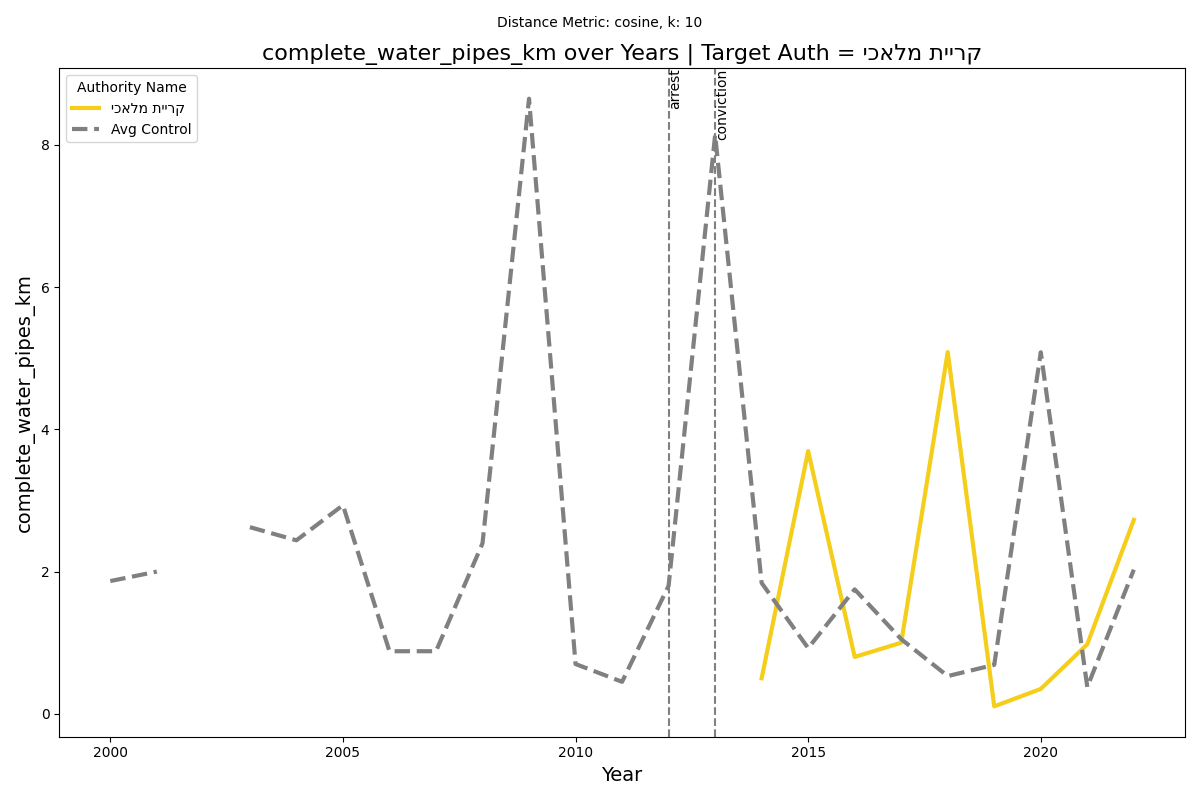 Distance Metric: cosine, k: 10
complete_water_pipes_km over Years | Target Auth = קריית מלאכי
Authority Name
קריית מלאכי
Avg Control
arrest
conviction
complete_water_pipes_km
8
6
4
2
0
2000 2005 2010 2015 2020
Year